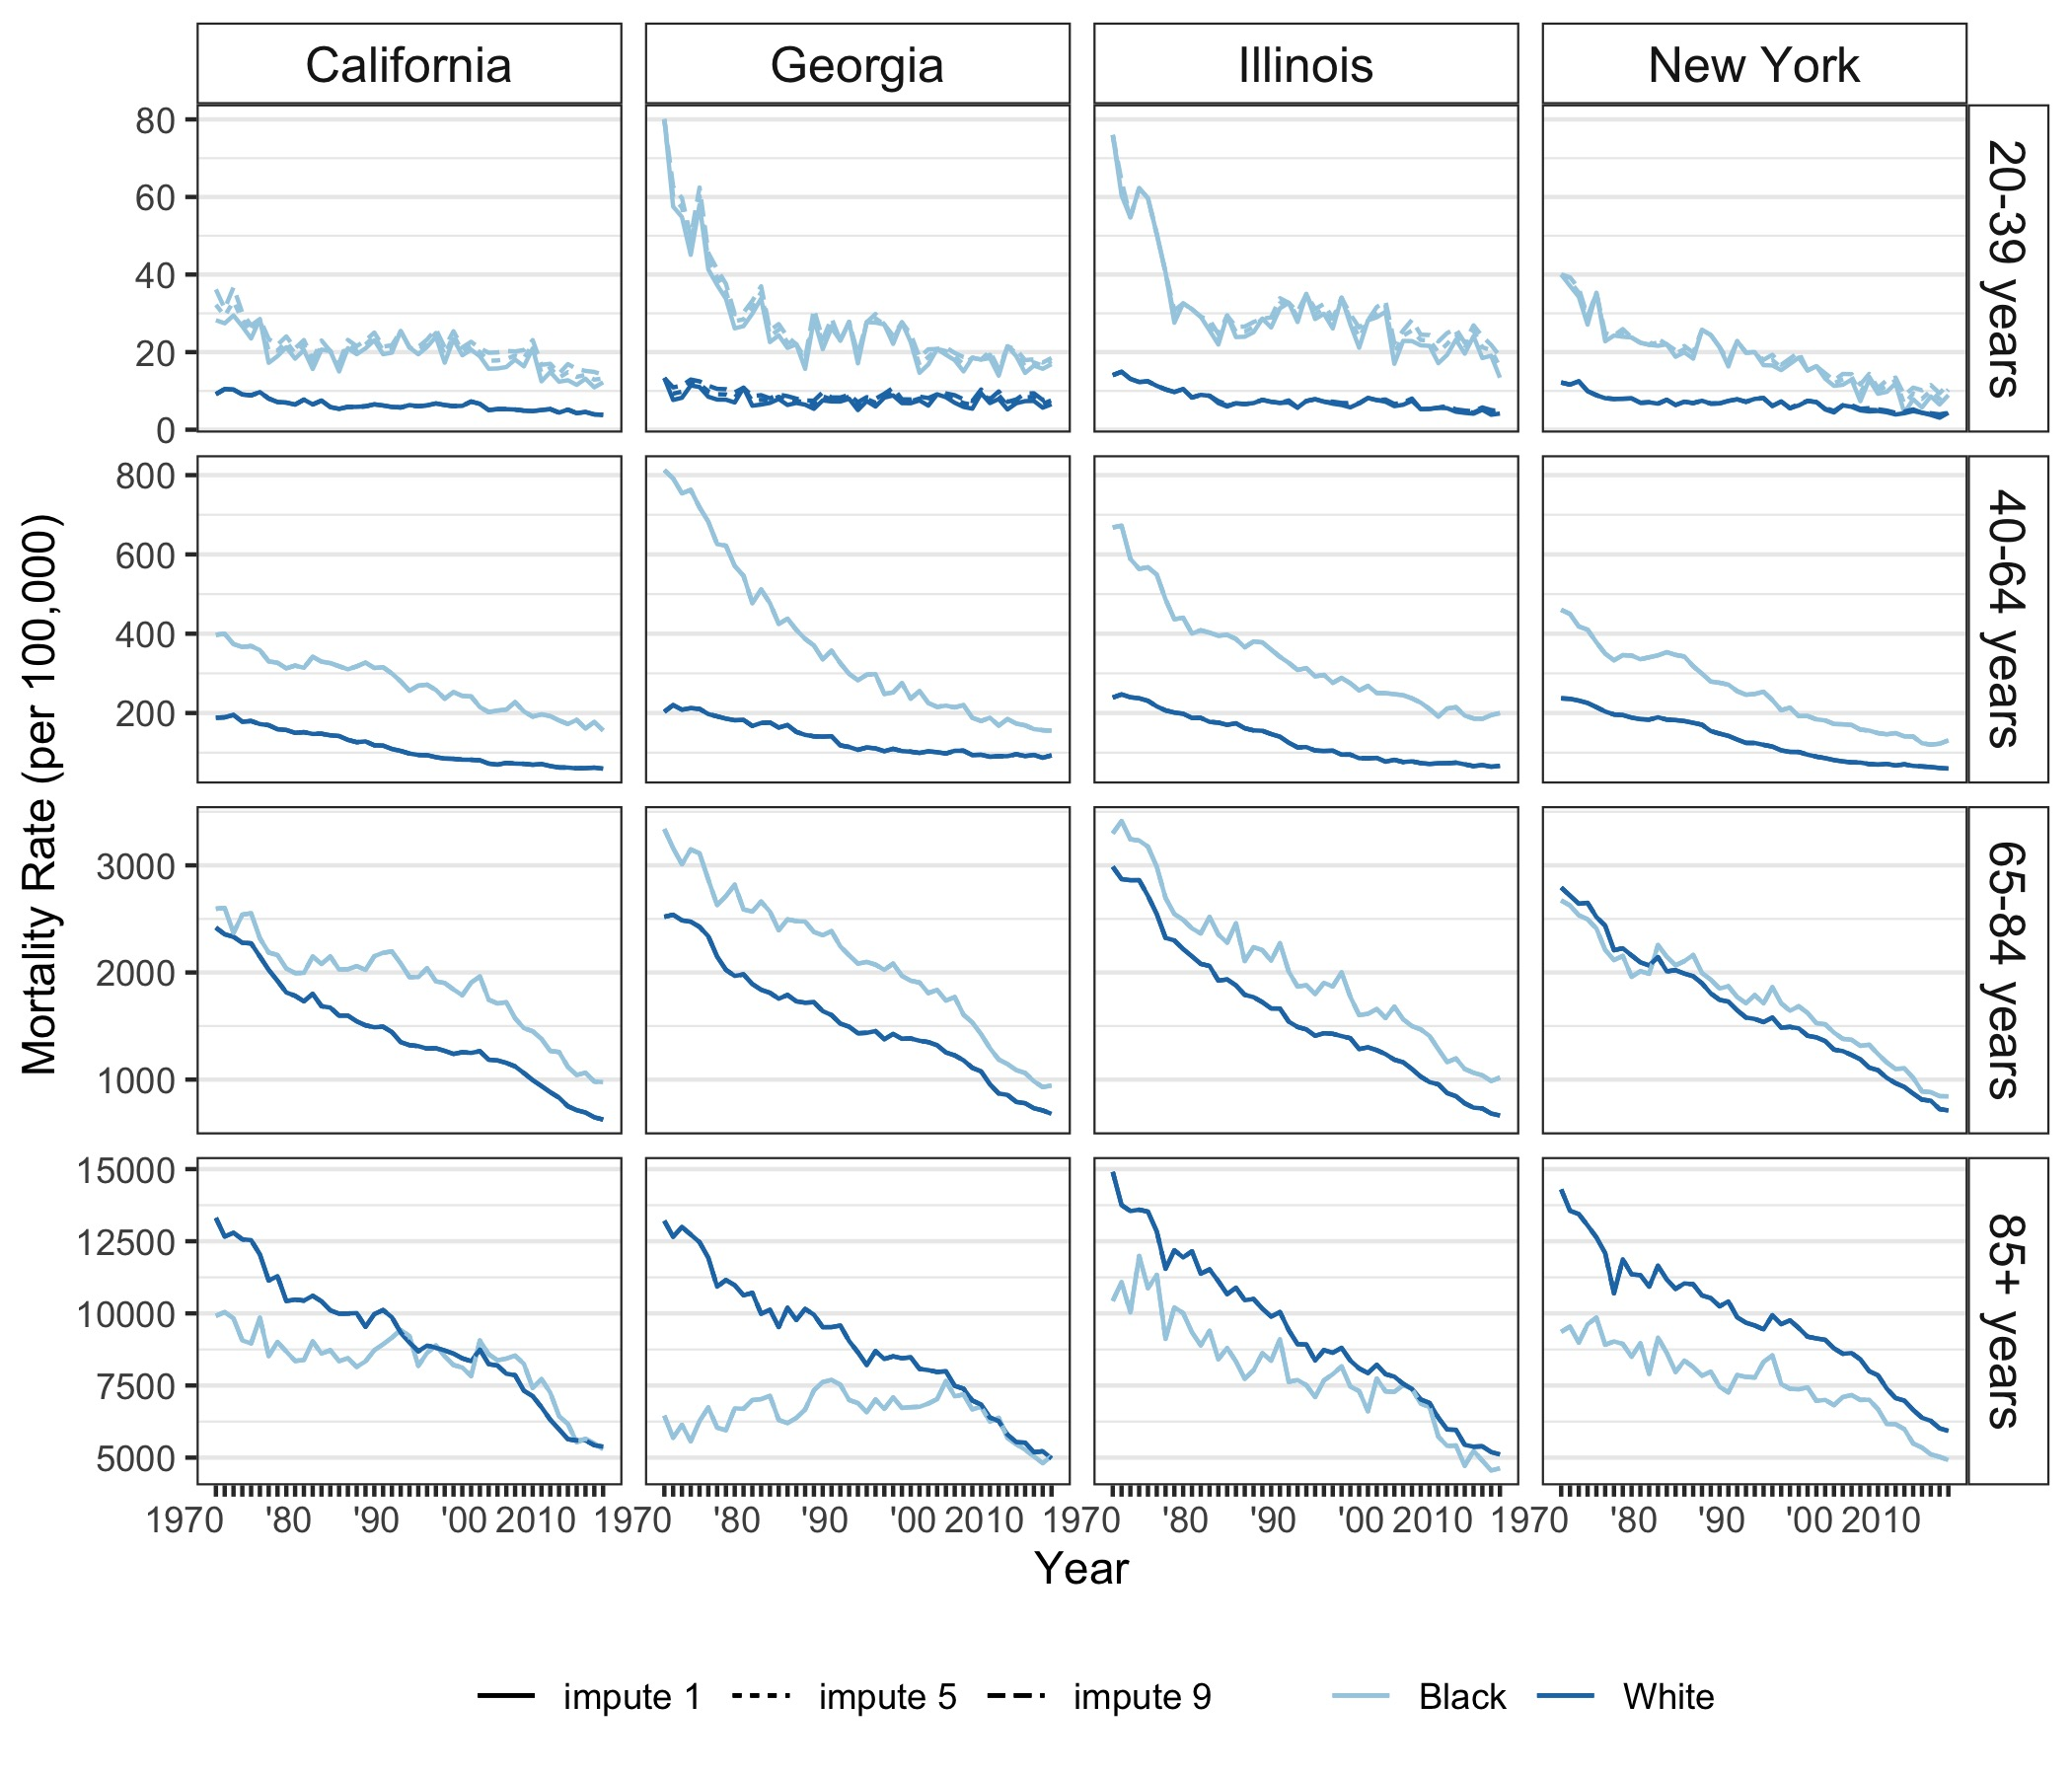 California Georgia Illinois New York
80
60
40
20
0
20-39 years
800
600
400
200
40-64 years
3000
2000
1000
65-84 years
15000
12500
10000
7500
5000
85+ years
1970 '80 '90 '00 2010 1970 '80 '90 '00 2010 1970 '80 '90 '00 2010 1970 '80 '90 '00 2010
Mortality Rate (per 100,000)
Year
impute 1 impute 5 impute 9 Black White